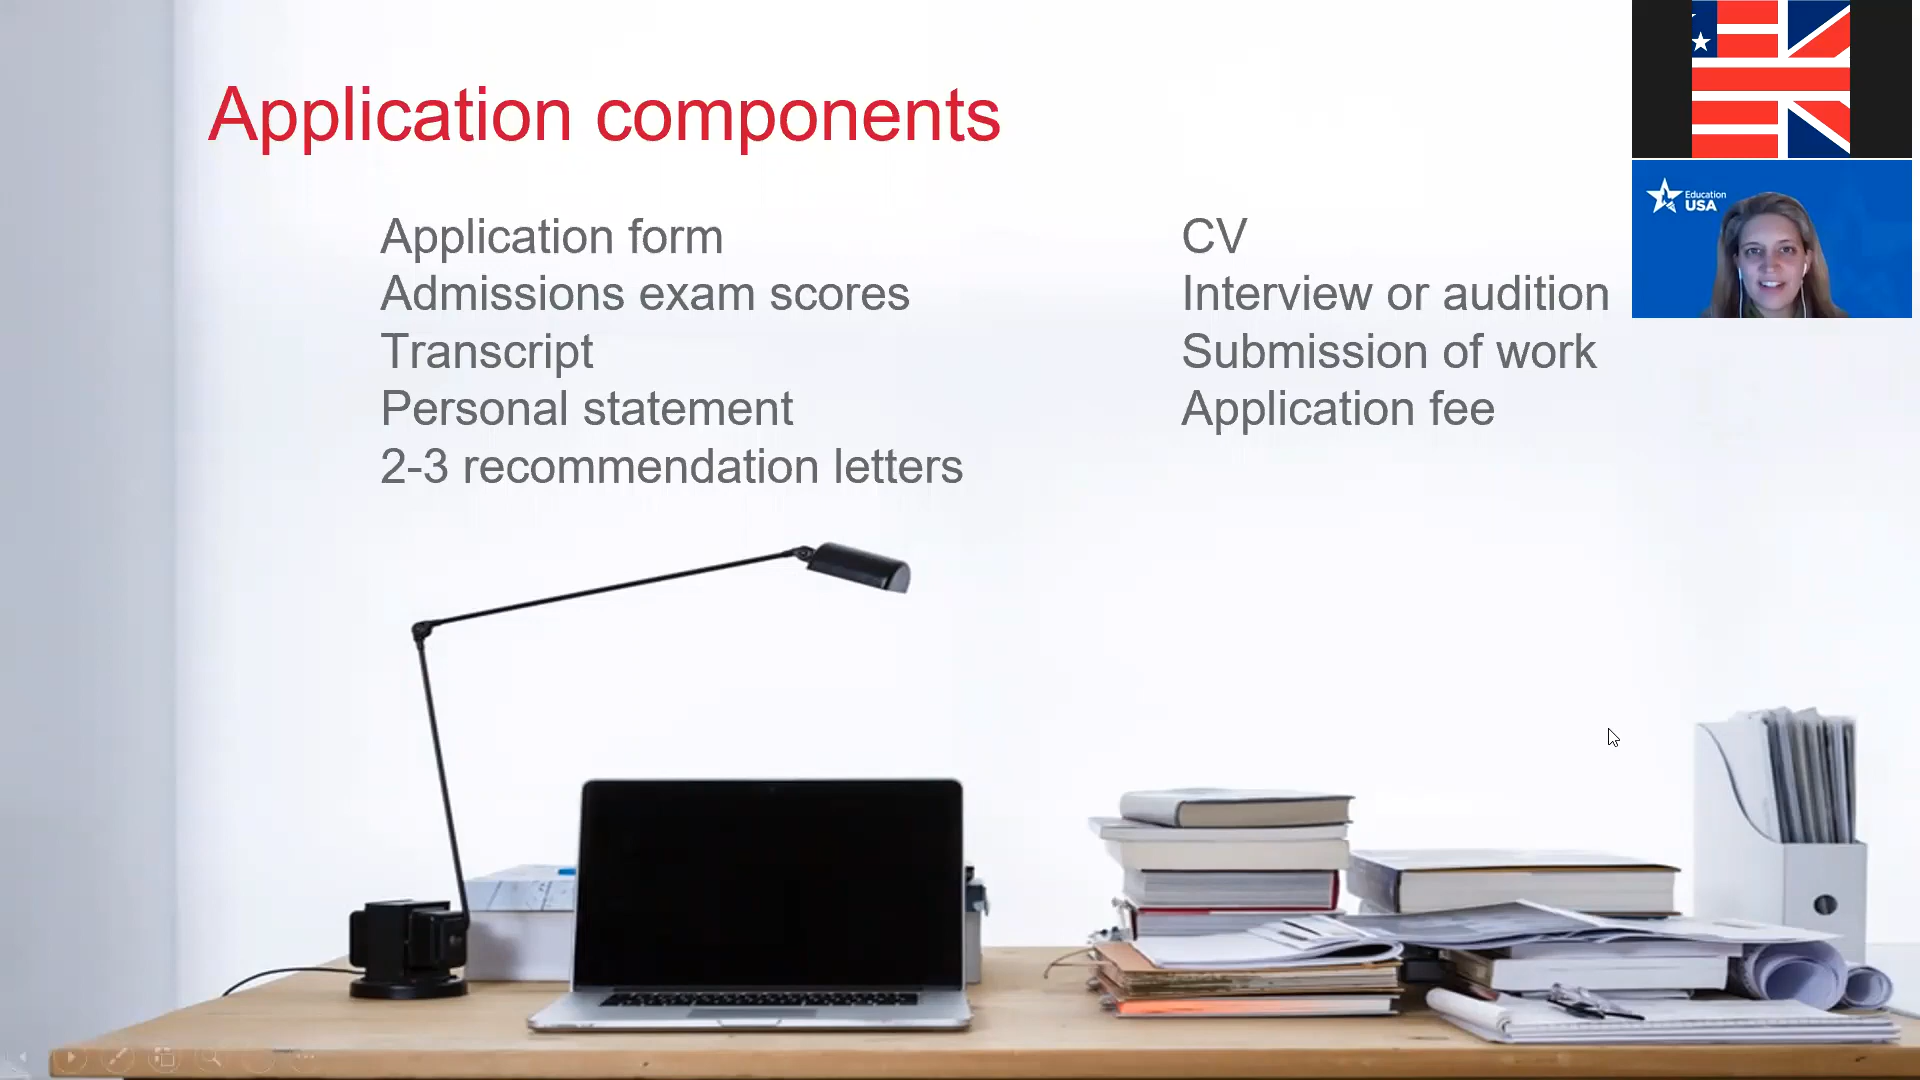 Application components
Application form
Admissions exam scores
Transcript
Personal statement
2-3 recommendation letters
CV
Interview or audition
Submission of work
Application fee
Education
USA